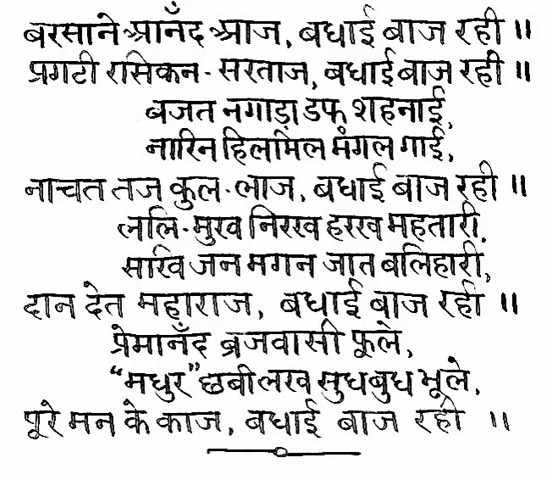 बरसाने आनँद आज, बधाई बाज रही ॥
प्रगटी रसिकन - सरताज, बधाई बाज रही ॥
बजत नगाड़ा डफ शहनाई,
नारिन हिलमिल मंगल गाई,
नाचत तज कुल - लाज, बधाई बाज रही ॥
ललि - मुख निरख हरख महतारी,
सखि जन मगन जात बलिहारी,
दान देत महाराज, बधाई बाज रही ॥
प्रेमानँद ब्रजवासी फूले,
“मधुर” छबी लख सुधबुध भूले,
पूरे मन के काज, बधाई बाज रही ॥